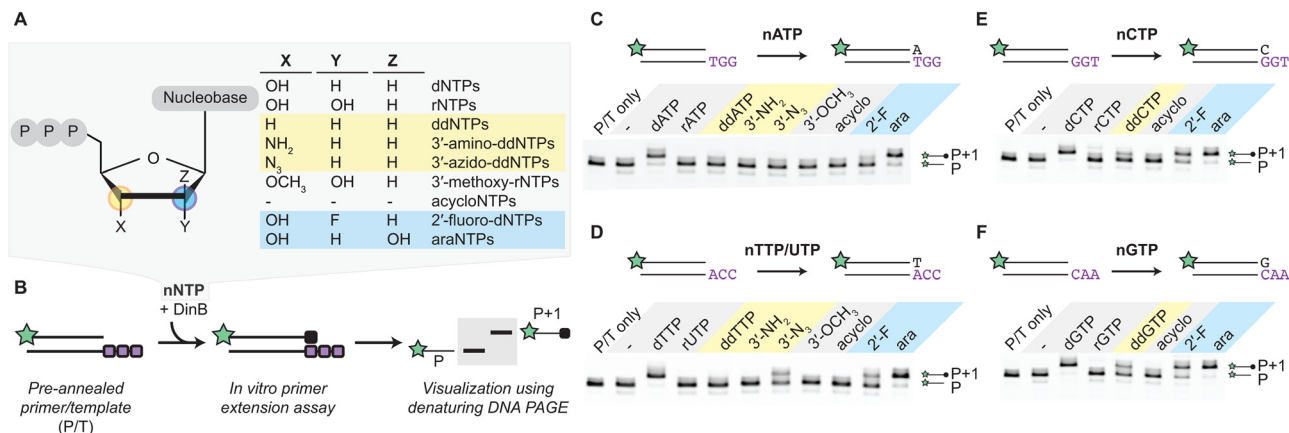 A
X Y Z
OH H H dNTPs
OH OH H rNTPs
H H H ddNTPs
NH2 H H 3′-amino-ddNTPs
N3 H H 3′-azido-ddNTPs
OCH3 OH H 3′-methoxy-rNTPs
- - - acycloNTPs
OH F H 2′-fluoro-dNTPs
OH H OH araNTPs
Nucleobase
P P P
O
Z
X Y
B
nNTP
+ DinB
P
P+1
Pre-annealed
primer/template
(P/T)
In vitro primer
extension assay
Visualization using
denaturing DNA PAGE
C
nATP
TGG
A
TGG
P/T only
-
dATP
rATP
ddATP
3′-NH2
3′-N3
3′-OCH3
acyclo
2′-F
ara
P+1
P
D
nTTP/UTP
ACC
T
ACC
P/T only
-
dTTP
rUTP
ddTTP
3′-NH2
3′-N3
3′-OCH3
acyclo
2′-F
ara
P+1
P
E
nCTP
GGT
C
GGT
P/T only
-
dCTP
rCTP
ddCTP
acyclo
2′-F
ara
P+1
P
F
nGTP
CAA
G
CAA
P/T only
-
dGTP
rGTP
ddGTP
acyclo
2′-F
ara
P+1
P